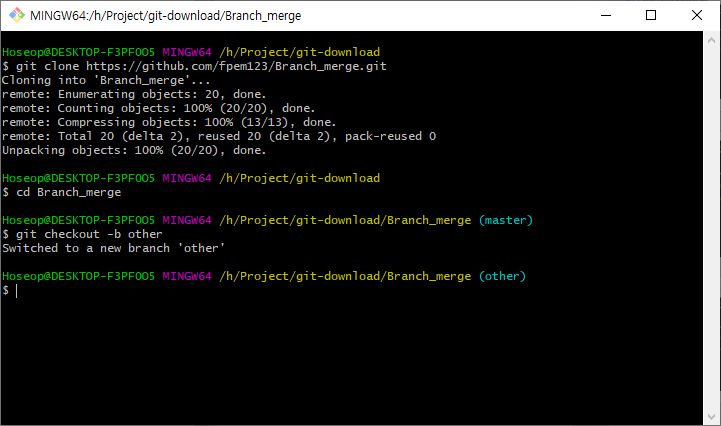 MINGW64:/h/Project/git-download/Branch_merge
Hoseop@DESKTOP-F3PFOO5 MINGW64 /h/Project/git-download
$ git clone https://github.com/fpem123/Branch_merge.git
Cloning into 'Branch_merge'...
remote: Enumerating objects: 20, done.
remote: Counting objects: 100% (20/20), done.
remote: Compressing objects: 100% (13/13), done.
remote: Total 20 (delta 2), reused 20 (delta 2), pack-reused 0
Unpacking objects: 100% (20/20), done.
Hoseop@DESKTOP-F3PFOO5 MINGW64 /h/Project/git-download
$ cd Branch_merge
Hoseop@DESKTOP-F3PFOO5 MINGW64 /h/Project/git-download/Branch_merge (master)
$ git checkout -b other
Switched to a new branch 'other'
Hoseop@DESKTOP-F3PFOO5 MINGW64 /h/Project/git-download/Branch_merge (other)
$